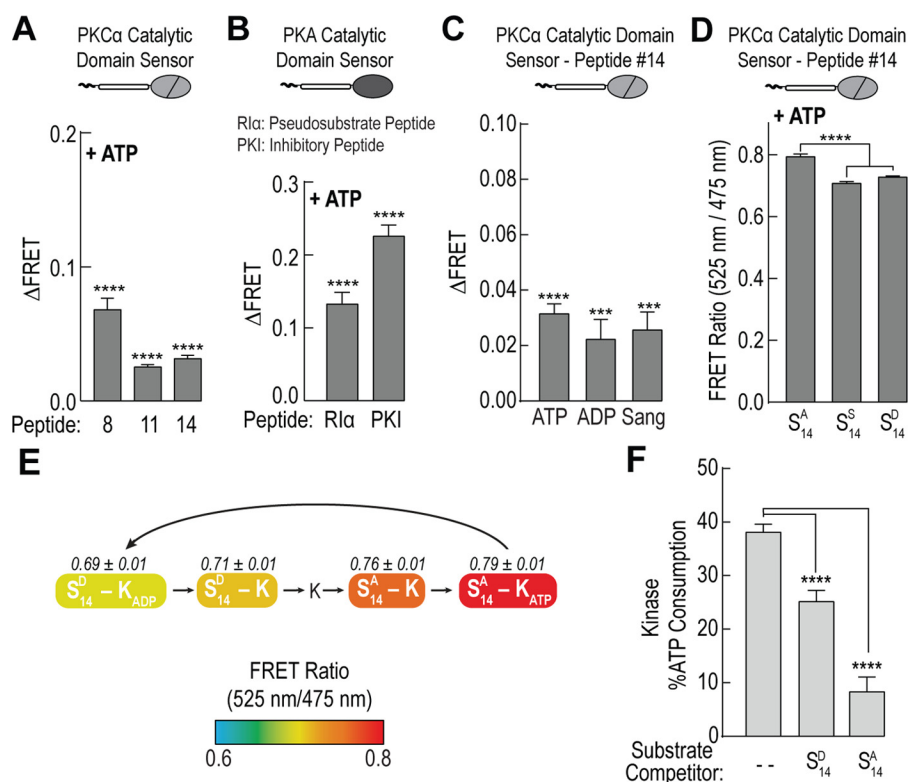 A
PKCα Catalytic
Domain Sensor
0.2
+ ATP
0.1
0.0
ΔFRET
****
****
****
Peptide: 8 11 14
B
PKA Catalytic
Domain Sensor
RIα: Pseudosubstrate Peptide
PKI: Inhibitory Peptide
0.3
+ ATP
0.2
0.1
0.0
ΔFRET
****
****
Peptide: RIα PKI
C
PKCα Catalytic Domain
Sensor - Peptide #14
0.10
0.08
0.06
0.04
0.02
0.00
ΔFRET
****
***
***
ATP ADP Sang
D
PKCα Catalytic Domain
Sensor - Peptide #14
+ ATP
****
0.8
0.6
0.4
0.2
0.0
FRET Ratio (525 nm / 475 nm)
S^A_14 S^S_14 S^D_14
E
0.69 ± 0.01 0.71 ± 0.01 0.76 ± 0.01 0.79 ± 0.01
S^D_14 – K_ADP → S^D_14 – K → K → S^A_14 – K → S^A_14 – K_ATP
FRET Ratio
(525 nm/475 nm)
0.6 0.8
F
50
40
30
20
10
0
Kinase
%ATP Consumption
****
****
Substrate
Competitor: - - S^D_14 S^A_14